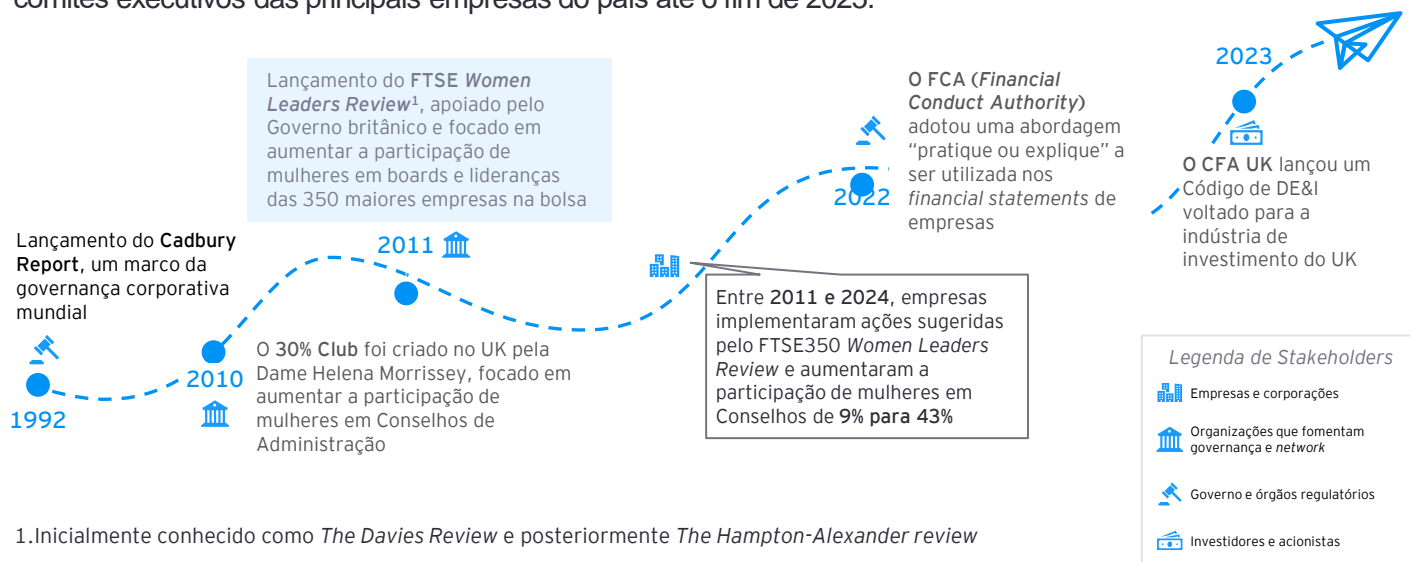 comitês executivos das principais empresas do país até o fim de 2025.
Lançamento do Cadbury
Report, um marco da
governança corporativa
mundial
1992
2010
O 30% Club foi criado no UK pela
Dame Helena Morrissey, focado em
aumentar a participação de
mulheres em Conselhos de
Administração
Lançamento do FTSE Women
Leaders Review¹, apoiado pelo
Governo britânico e focado em
aumentar a participação de
mulheres em boards e lideranças
das 350 maiores empresas na bolsa
2011
Entre 2011 e 2024, empresas
implementaram ações sugeridas
pelo FTSE350 Women Leaders
Review e aumentaram a
participação de mulheres em
Conselhos de 9% para 43%
2022
O FCA (Financial
Conduct Authority)
adotou uma abordagem
“pratique ou explique” a
ser utilizada nos
financial statements de
empresas
2023
O CFA UK lançou um
Código de DE&I
voltado para a
indústria de
investimento do UK
Legenda de Stakeholders
Empresas e corporações
Organizações que fomentam
governança e network
Governo e órgãos regulatórios
Investidores e acionistas
1.Inicialmente conhecido como The Davies Review e posteriormente The Hampton-Alexander review